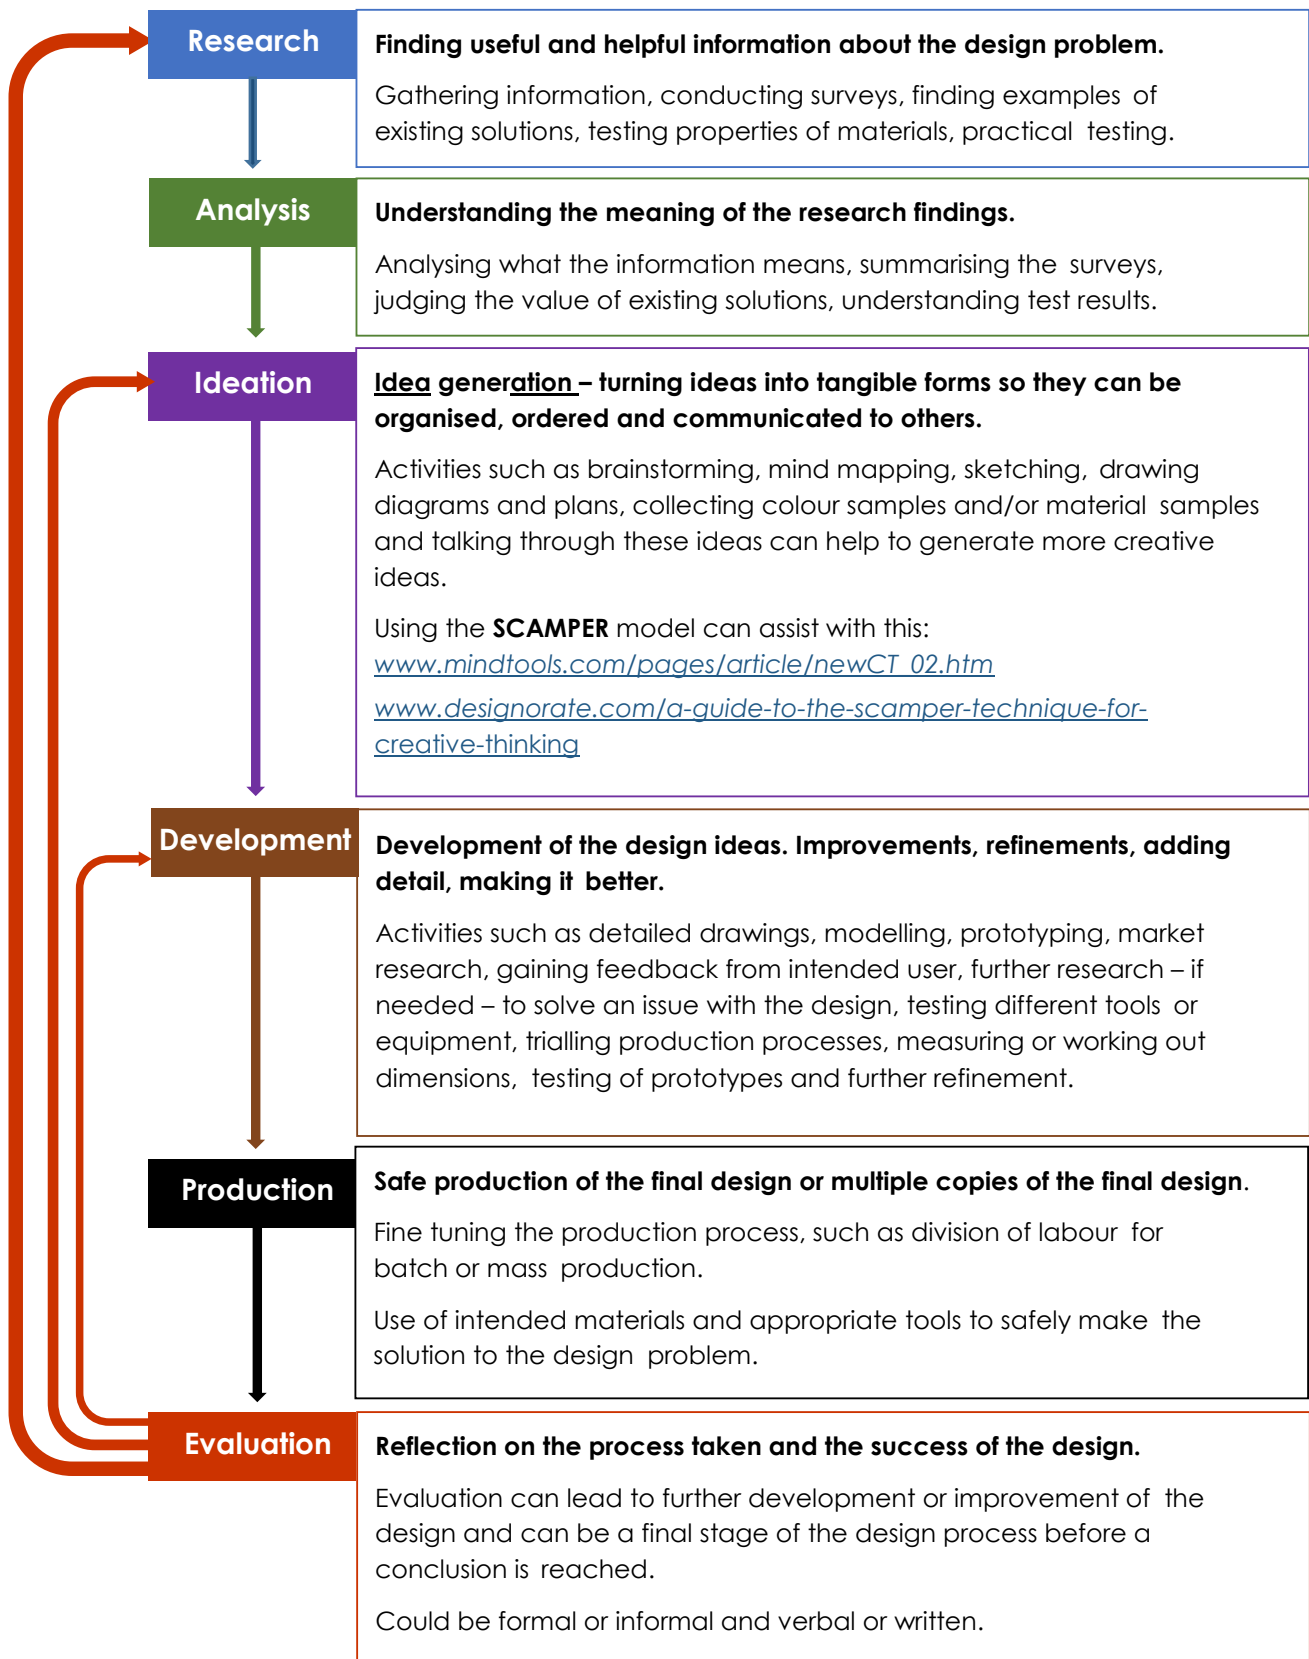 Research
Finding useful and helpful information about the design problem.
Gathering information, conducting surveys, finding examples of
existing solutions, testing properties of materials, practical testing.
Analysis
Understanding the meaning of the research findings.
Analysing what the information means, summarising the surveys,
judging the value of existing solutions, understanding test results.
Ideation
Idea generation – turning ideas into tangible forms so they can be
organised, ordered and communicated to others.
Activities such as brainstorming, mind mapping, sketching, drawing
diagrams and plans, collecting colour samples and/or material samples
and talking through these ideas can help to generate more creative
ideas.
Using the SCAMPER model can assist with this:
www.mindtools.com/pages/article/newCT_02.htm
www.designorate.com/a-guide-to-the-scamper-technique-for-
creative-thinking
Development
Development of the design ideas. Improvements, refinements, adding
detail, making it better.
Activities such as detailed drawings, modelling, prototyping, market
research, gaining feedback from intended user, further research – if
needed – to solve an issue with the design, testing different tools or
equipment, trialling production processes, measuring or working out
dimensions, testing of prototypes and further refinement.
Production
Safe production of the final design or multiple copies of the final design.
Fine tuning the production process, such as division of labour for
batch or mass production.
Use of intended materials and appropriate tools to safely make the
solution to the design problem.
Evaluation
Reflection on the process taken and the success of the design.
Evaluation can lead to further development or improvement of the
design and can be a final stage of the design process before a
conclusion is reached.
Could be formal or informal and verbal or written.